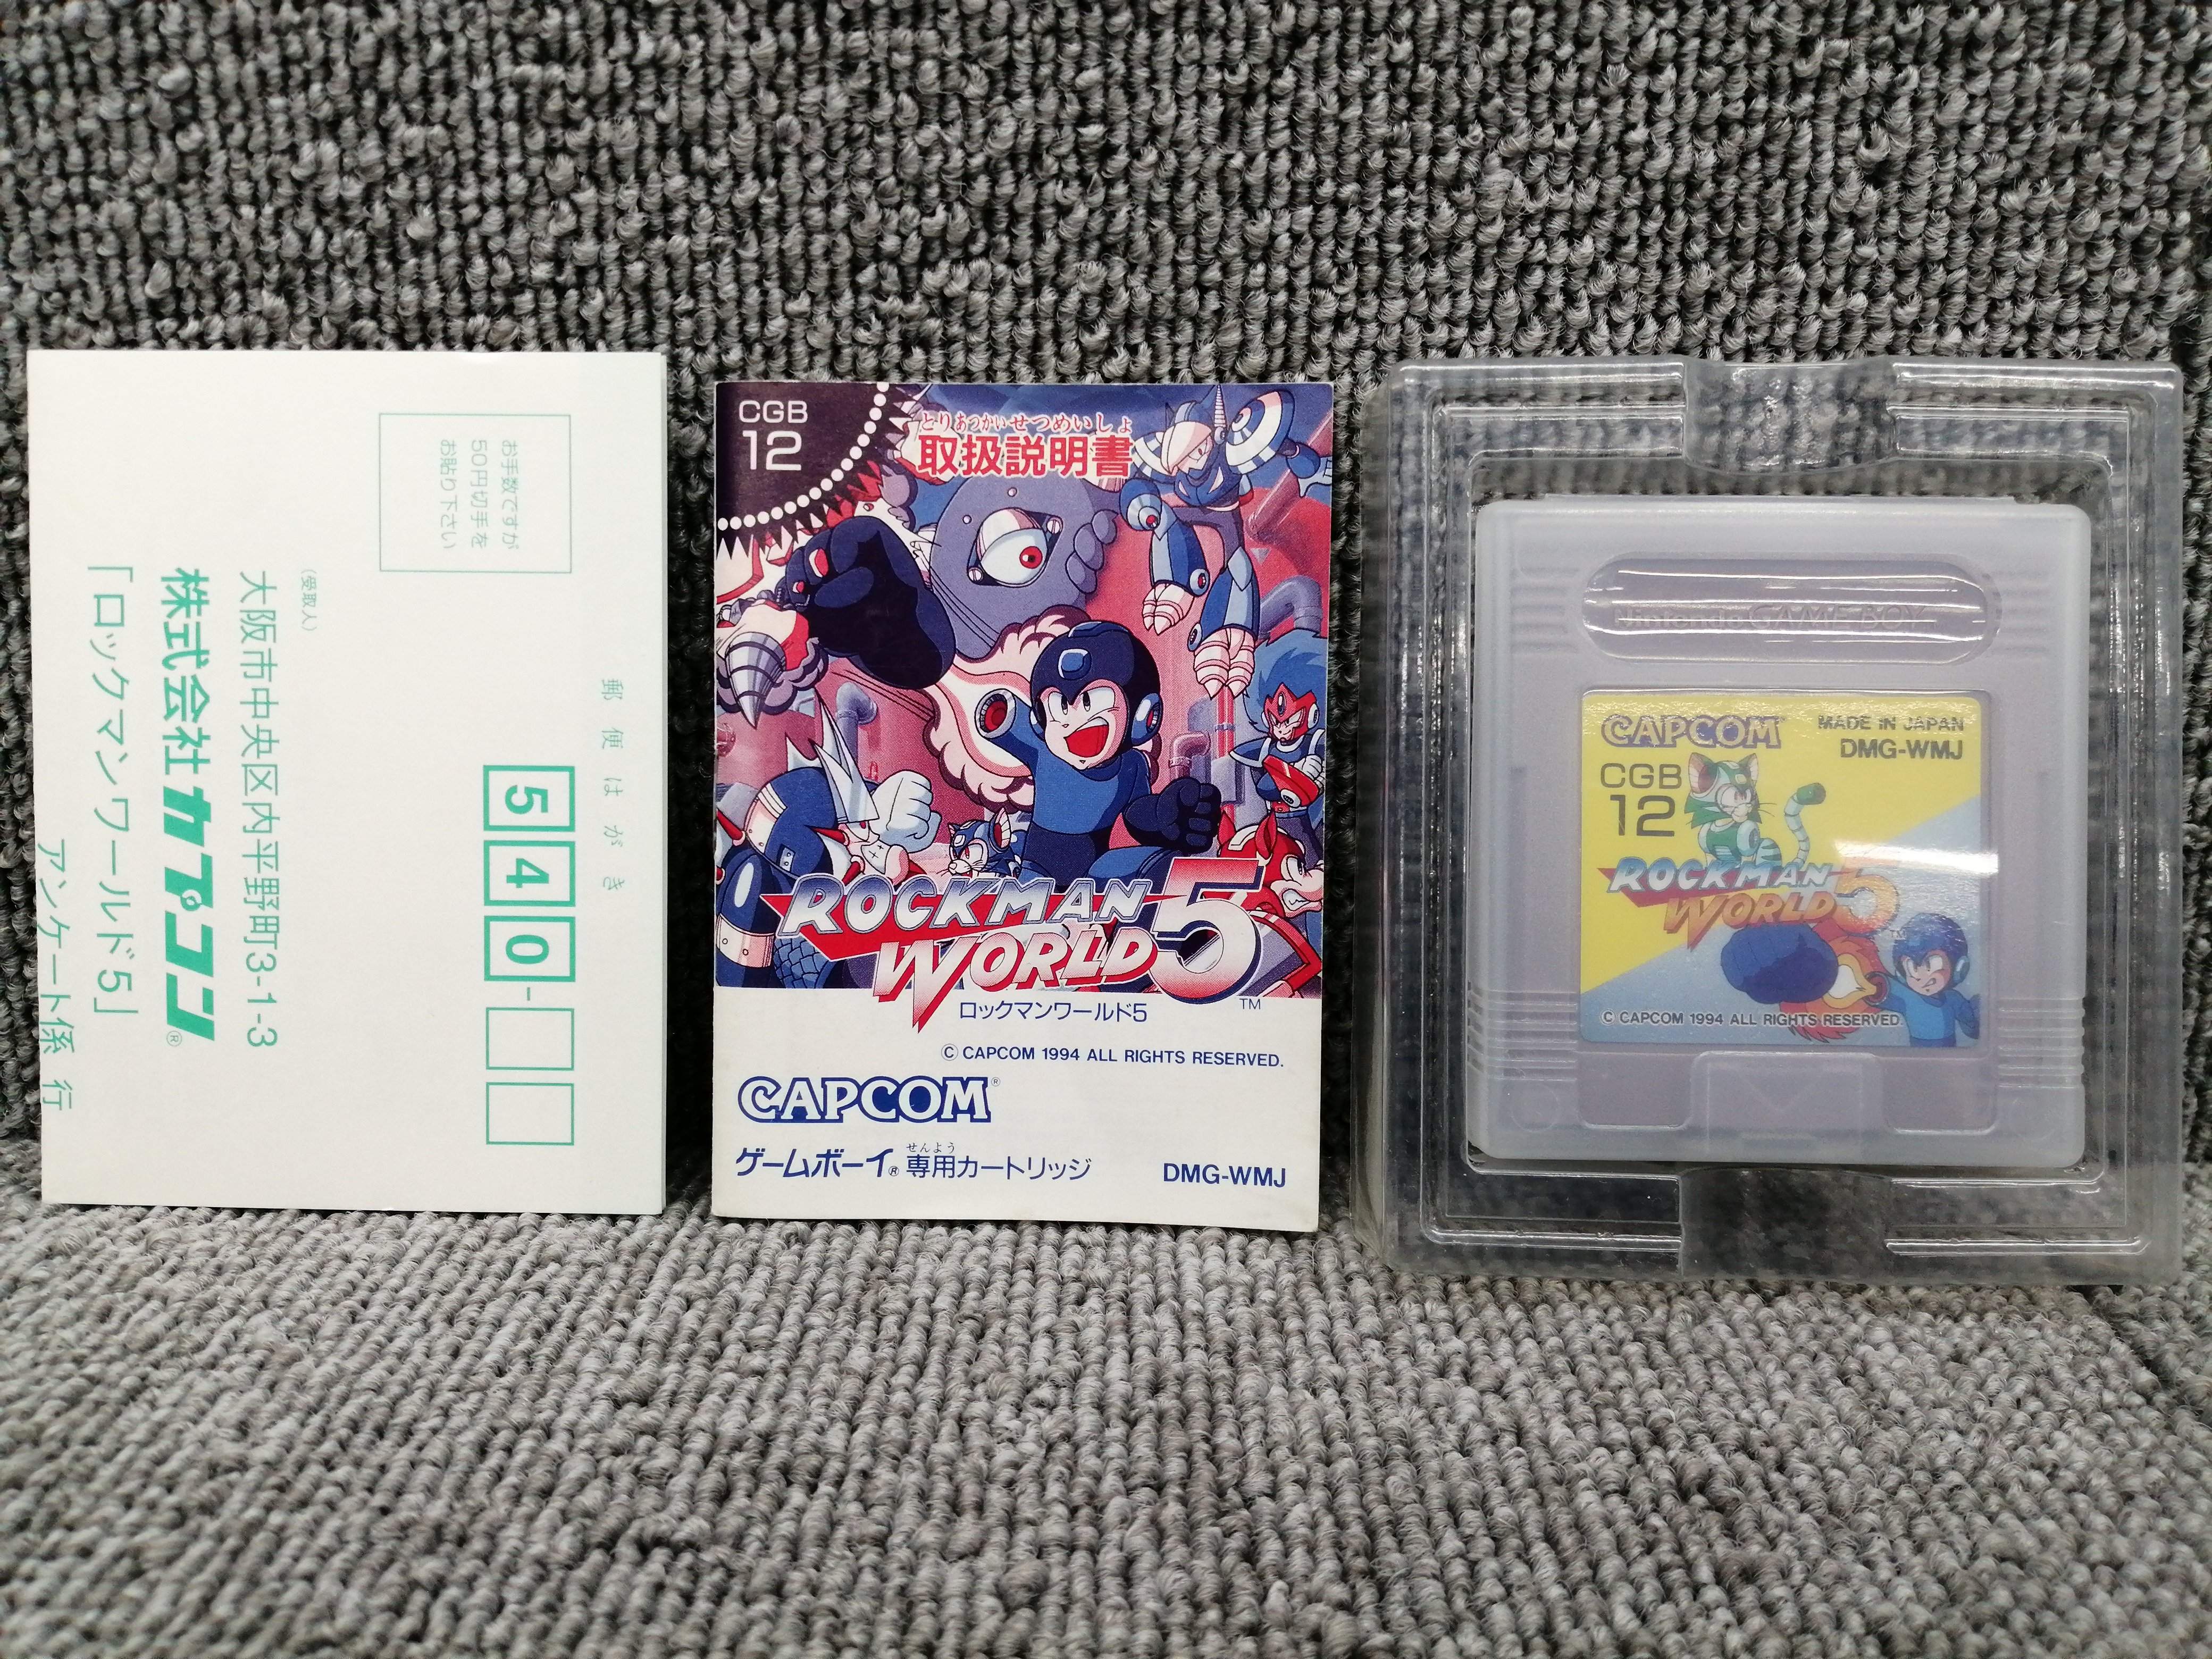 お手数ですが
50円切手を
お貼り下さい
郵便はがき
540-
(受取人)
大阪市中央区内平野町3-1-3
株式会社カプコン®
「ロックマンワールド5」
アンケート係 行
CGB
12
とりあつかいせつめいしょ
取扱説明書
ROCKMAN
WORLD 5™
ロックマンワールド5
© CAPCOM 1994 ALL RIGHTS RESERVED.
CAPCOM®
せんよう
ゲームボーイ® 専用カートリッジ
DMG-WMJ
Nintendo GAME BOY
CAPCOM
MADE IN JAPAN
DMG-WMJ
CGB
12
ROCKMAN
WORLD 5™
© CAPCOM 1994 ALL RIGHTS RESERVED.